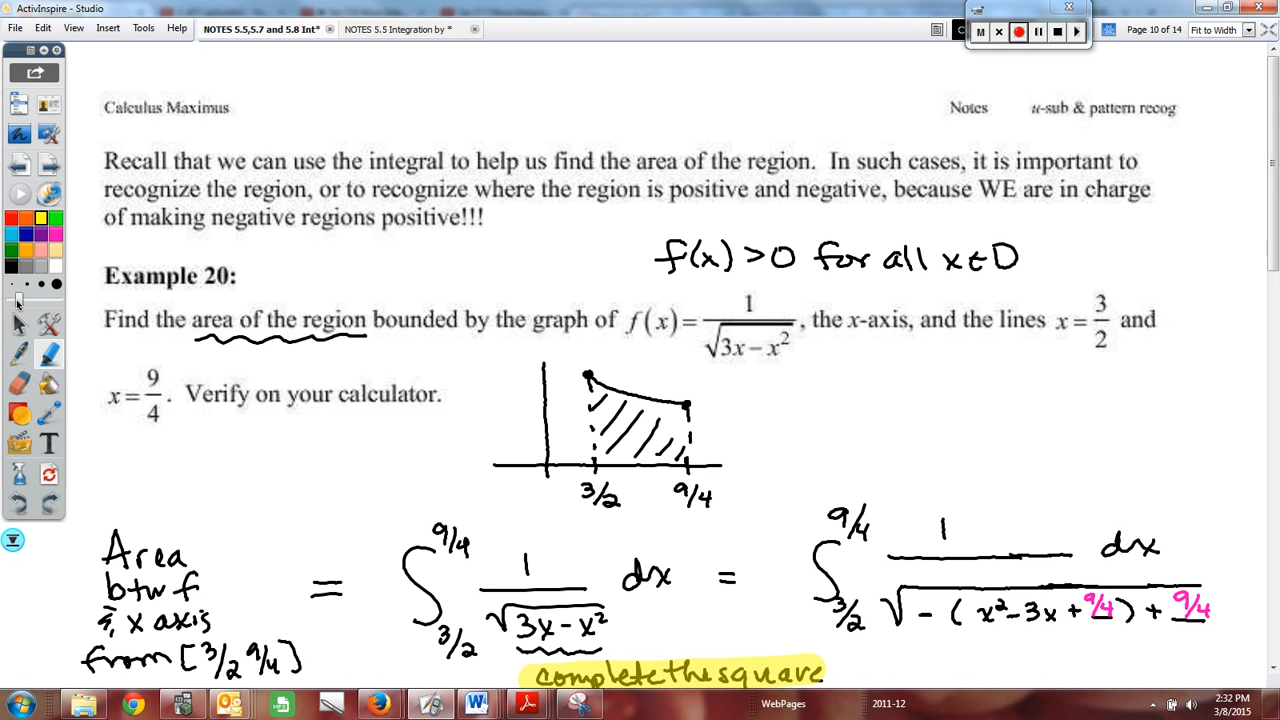 ActivInspire - Studio
File Edit View Insert Tools Help
NOTES 5.5,5.7 and 5.8 Int*
NOTES 5.5 Integration by *
M
Page 10 of 14
Fit to Width
Calculus Maximus
Notes u-sub & pattern recog
Recall that we can use the integral to help us find the area of the region. In such cases, it is important to
recognize the region, or to recognize where the region is positive and negative, because WE are in charge
of making negative regions positive!!!
f(x) > 0 for all x ∈ D
Example 20:
Find the area of the region bounded by the graph of f(x) = 1/√(3x − x²), the x-axis, and the lines x = 3/2 and
x = 9/4. Verify on your calculator.
3/2 9/4
Area
btw f
& x axis
from [3/2 9/4]
= ∫_{3/2}^{9/4} 1/√(3x − x²) dx = ∫_{3/2}^{9/4} 1/√(−(x² − 3x + 9/4) + 9/4) dx
complete the square
WebPages
2011-12
2:32 PM
3/8/2015